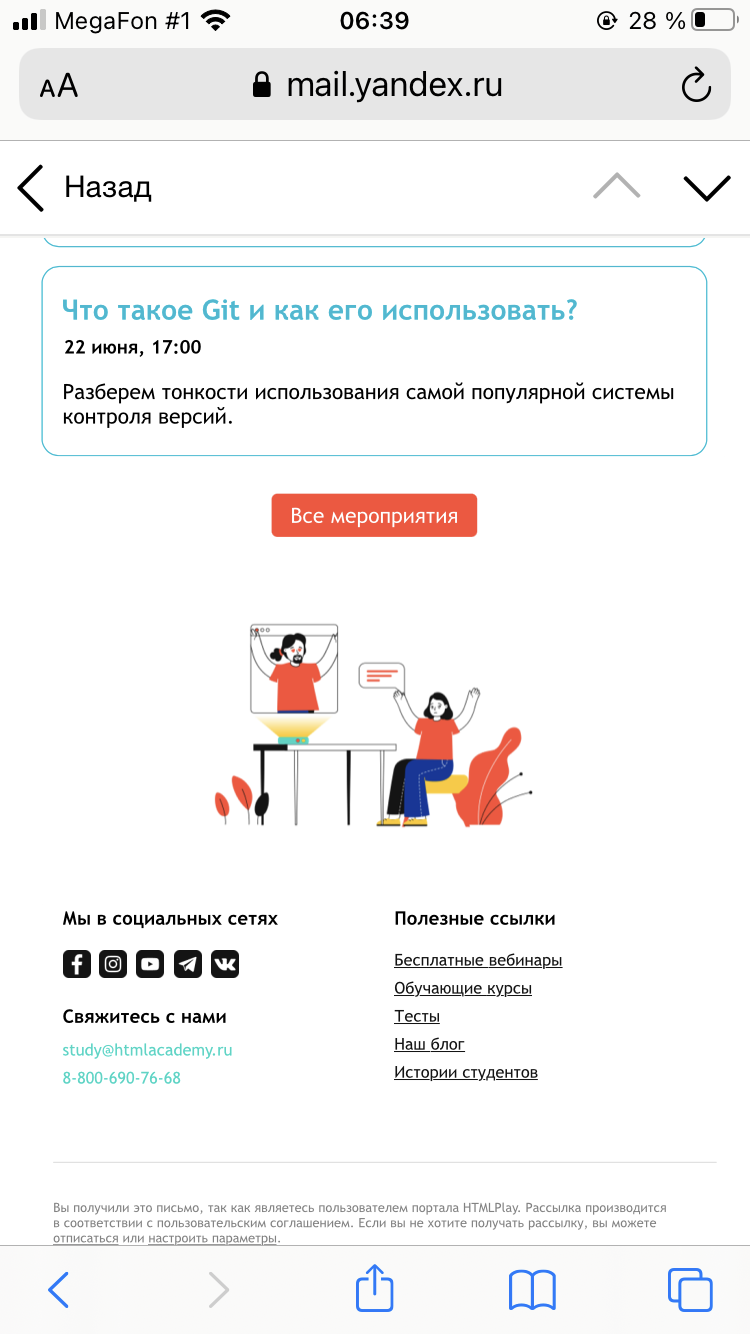 MegaFon #1 06:39 28 %
AA mail.yandex.ru
Назад
Что такое Git и как его использовать?
22 июня, 17:00
Разберем тонкости использования самой популярной системы
контроля версий.
Все мероприятия
Мы в социальных сетях
Свяжитесь с нами
study@htmlacademy.ru
8-800-690-76-68
Полезные ссылки
Бесплатные вебинары
Обучающие курсы
Тесты
Наш блог
Истории студентов
Вы получили это письмо, так как являетесь пользователем портала HTMLPlay. Рассылка производится
в соответствии с пользовательским соглашением. Если вы не хотите получать рассылку, вы можете
отписаться или настроить параметры.